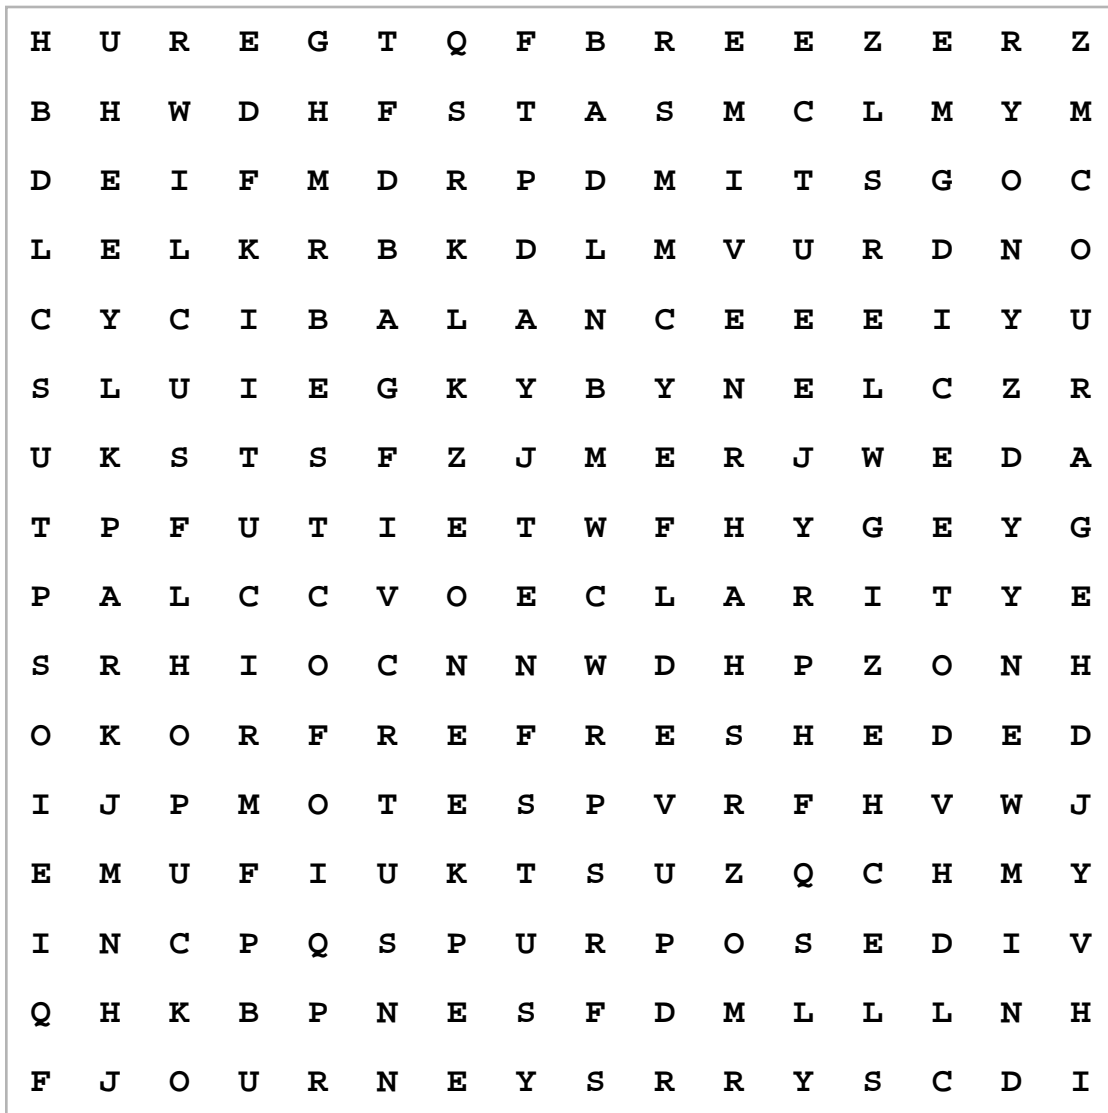 H U R E G T Q F B R E E Z E R Z
B H W D H F S T A S M C L M Y M
D E I F M D R P D M I T S G O C
L E L K R B K D L M V U R D N O
C Y C I B A L A N C E E E I Y U
S L U I E G K Y B Y N E L C Z R
U K S T S F Z J M E R J W E D A
T P F U T I E T W F H Y G E Y G
P A L C C V O E C L A R I T Y E
S R H I O C N N W D H P Z O N H
O K O R F R E F R E S H E D E D
I J P M O T E S P V R F H V W J
E M U F I U K T S U Z Q C H M Y
I N C P Q S P U R P O S E D I V
Q H K B P N E S F D M L L L N H
F J O U R N E Y S R R Y S C D I